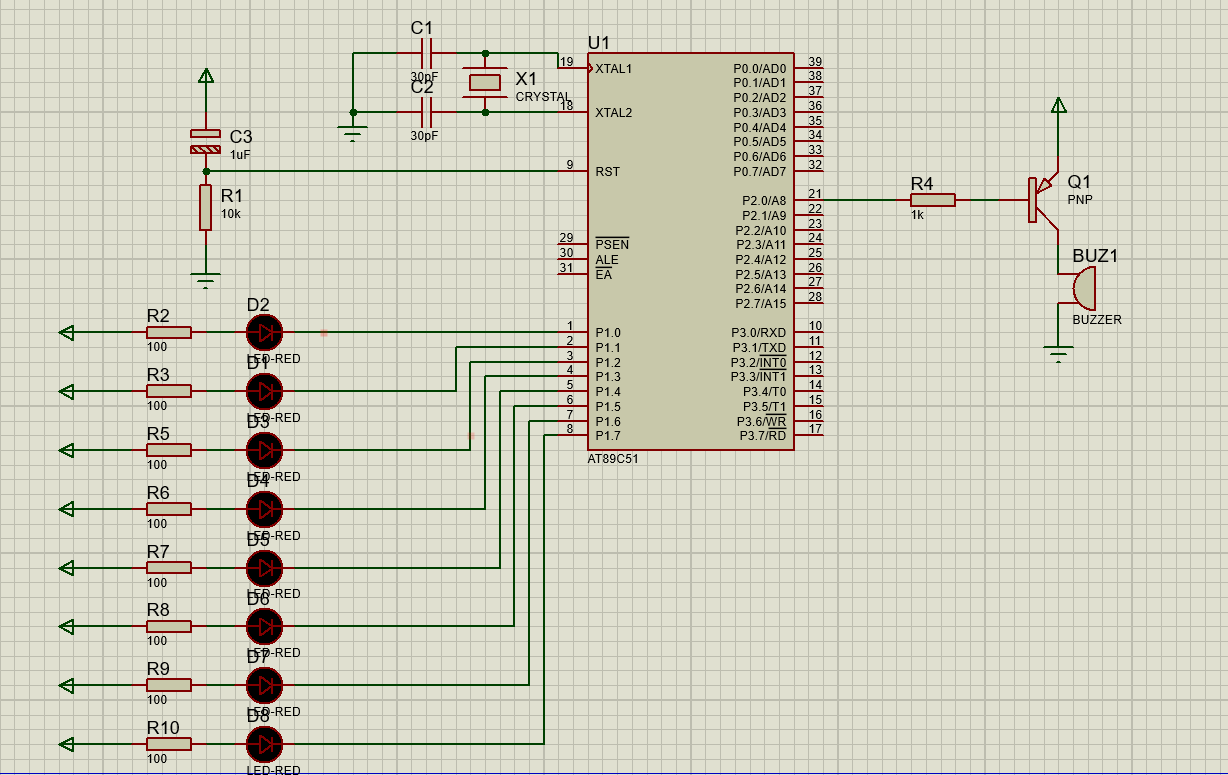 C1
30pF
C2
30pF
X1
CRYSTAL
C3
1uF
R1
10k
U1
19 XTAL1
18 XTAL2
9 RST
29 PSEN
30 ALE
31 EA
1 P1.0
2 P1.1
3 P1.2
4 P1.3
5 P1.4
6 P1.5
7 P1.6
8 P1.7
P0.0/AD0 39
P0.1/AD1 38
P0.2/AD2 37
P0.3/AD3 36
P0.4/AD4 35
P0.5/AD5 34
P0.6/AD6 33
P0.7/AD7 32
P2.0/A8 21
P2.1/A9 22
P2.2/A10 23
P2.3/A11 24
P2.4/A12 25
P2.5/A13 26
P2.6/A14 27
P2.7/A15 28
P3.0/RXD 10
P3.1/TXD 11
P3.2/INT0 12
P3.3/INT1 13
P3.4/T0 14
P3.5/T1 15
P3.6/WR 16
P3.7/RD 17
AT89C51
R4
1k
Q1
PNP
BUZ1
BUZZER
R2
100
D2
LED-RED
R3
100
D1
LED-RED
R5
100
D3
LED-RED
R6
100
D4
LED-RED
R7
100
D5
LED-RED
R8
100
D6
LED-RED
R9
100
D7
LED-RED
R10
100
D8
LED-RED